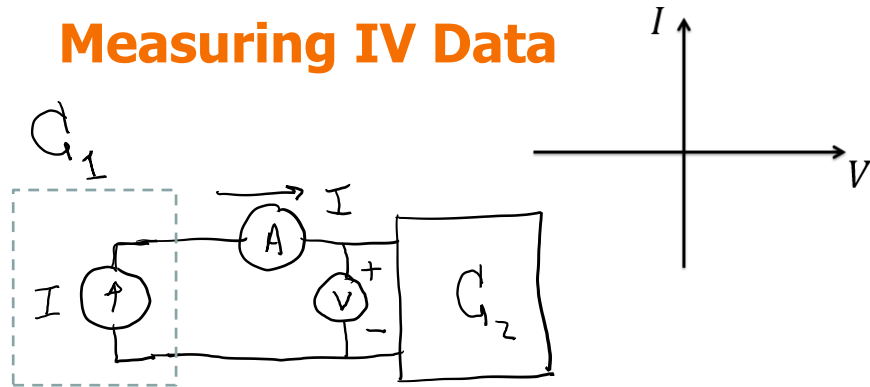 Measuring IV Data
I
V
C₁
I
A
I
V
+
-
C₂